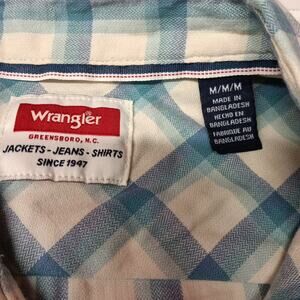 Wrangler
GREENSBORO, N.C.
JACKETS - JEANS - SHIRTS
SINCE 1947
M/M/M
MADE IN
BANGLADESH
HECHO EN
BANGLADESH
FABRIQUÉ AU
BANGLADESH